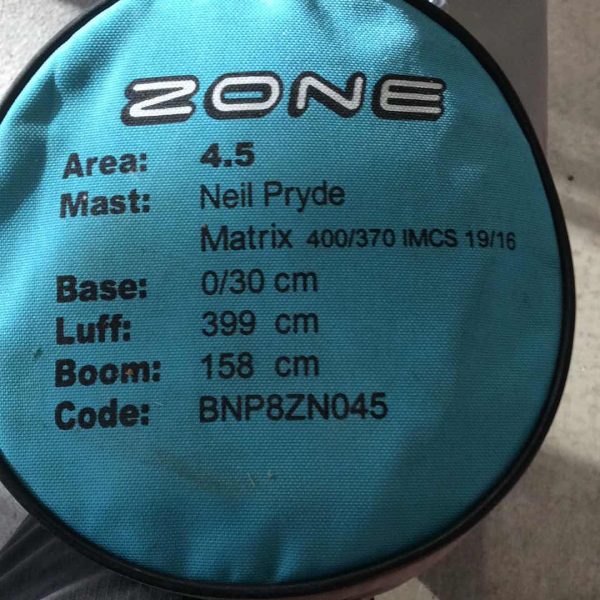 ZONE
Area: 4.5
Mast: Neil Pryde
Matrix 400/370 IMCS 19/16
Base: 0/30 cm
Luff: 399 cm
Boom: 158 cm
Code: BNP8ZN045